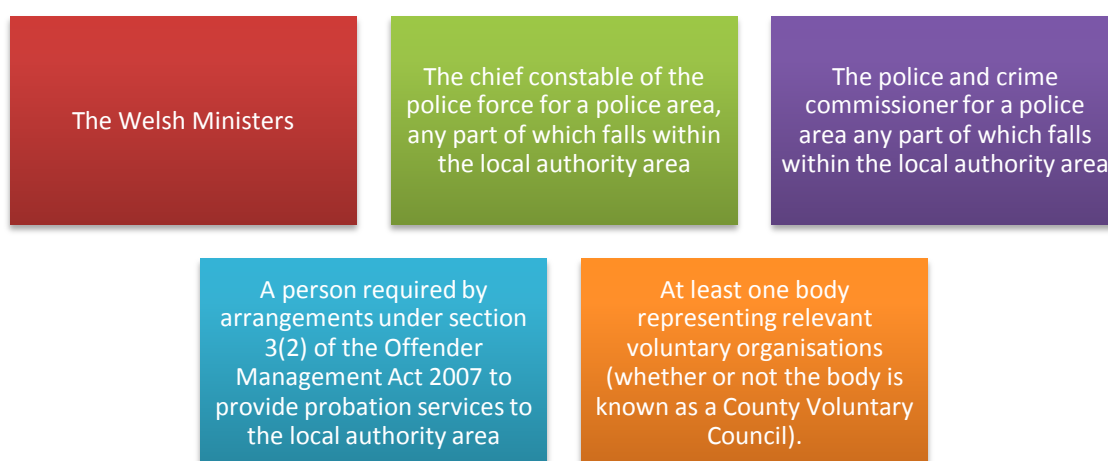 The Welsh Ministers
The chief constable of the
police force for a police area,
any part of which falls within
the local authority area
The police and crime
commissioner for a police
area any part of which falls
within the local authority area
A person required by
arrangements under section
3(2) of the Offender
Management Act 2007 to
provide probation services to
the local authority area
At least one body
representing relevant
voluntary organisations
(whether or not the body is
known as a County Voluntary
Council).